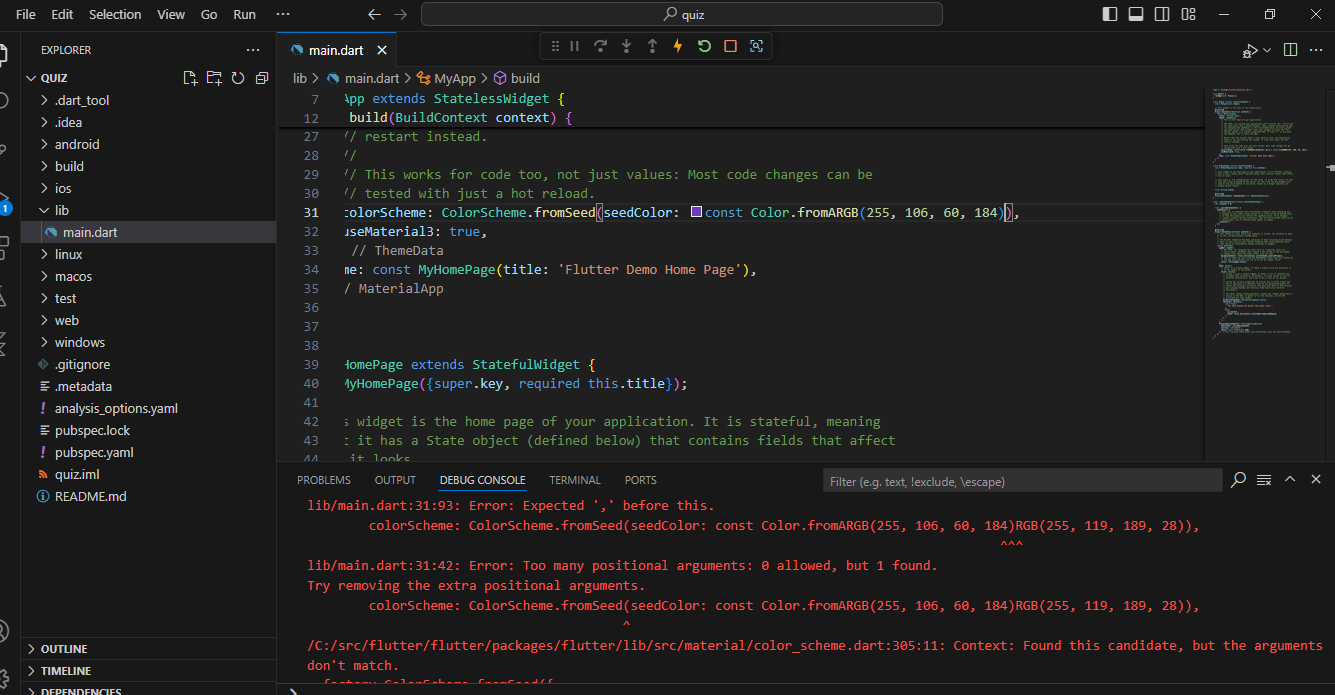 File Edit Selection View Go Run ···
quiz
EXPLORER
main.dart
QUIZ
lib > main.dart > MyApp > build
.dart_tool
.idea
android
build
ios
lib
main.dart
linux
macos
test
web
windows
.gitignore
.metadata
analysis_options.yaml
pubspec.lock
pubspec.yaml
quiz.iml
README.md
OUTLINE
TIMELINE
DEPENDENCIES
1
7 App extends StatelessWidget {
12 build(BuildContext context) {
27 // restart instead.
28 //
29 // This works for code too, not just values: Most code changes can be
30 // tested with just a hot reload.
31 colorScheme: ColorScheme.fromSeed(seedColor: const Color.fromARGB(255, 106, 60, 184)),
32 useMaterial3: true,
33 // ThemeData
34 me: const MyHomePage(title: 'Flutter Demo Home Page'),
35 / MaterialApp
36
37
38
39 HomePage extends StatefulWidget {
40 MyHomePage({super.key, required this.title});
41
42 s widget is the home page of your application. It is stateful, meaning
43 t it has a State object (defined below) that contains fields that affect
44 it looks
PROBLEMS OUTPUT DEBUG CONSOLE TERMINAL PORTS
Filter (e.g. text, !exclude, \escape)
lib/main.dart:31:93: Error: Expected ',' before this.
colorScheme: ColorScheme.fromSeed(seedColor: const Color.fromARGB(255, 106, 60, 184)RGB(255, 119, 189, 28)),
^^^
lib/main.dart:31:42: Error: Too many positional arguments: 0 allowed, but 1 found.
Try removing the extra positional arguments.
colorScheme: ColorScheme.fromSeed(seedColor: const Color.fromARGB(255, 106, 60, 184)RGB(255, 119, 189, 28)),
^
/C:/src/flutter/flutter/packages/flutter/lib/src/material/color_scheme.dart:305:11: Context: Found this candidate, but the arguments
don't match.
factory ColorScheme.fromSeed({